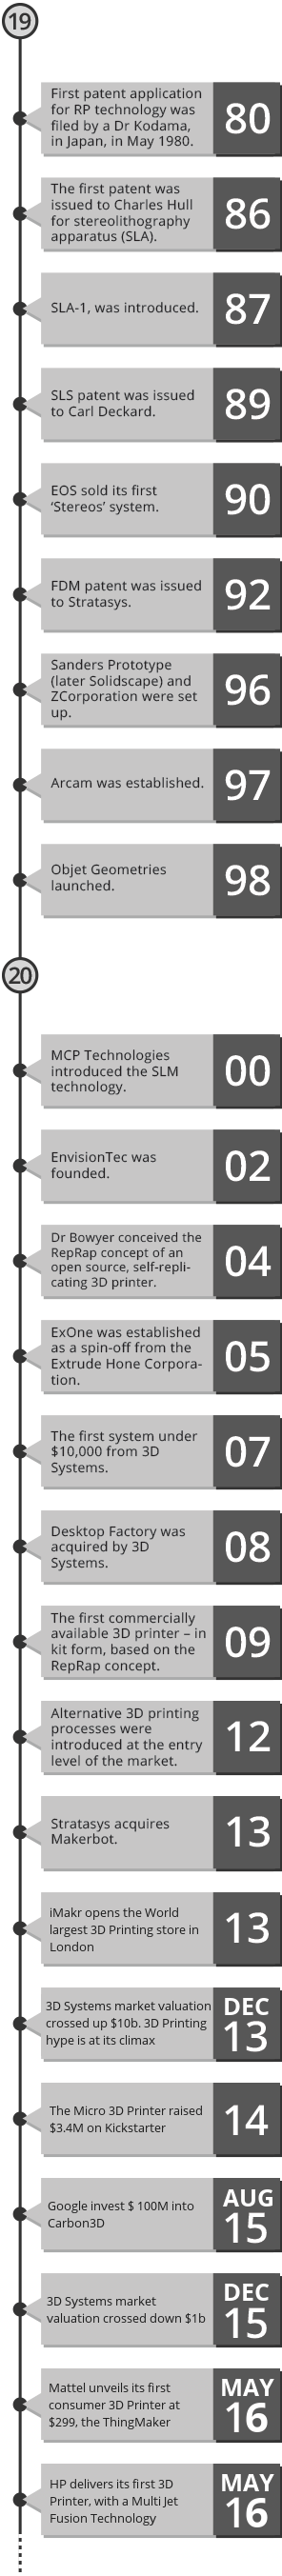 19
First patent application
for RP technology was
filed by a Dr Kodama,
in Japan, in May 1980.
80
The first patent was
issued to Charles Hull
for stereolithography
apparatus (SLA).
86
SLA-1, was introduced.
87
SLS patent was issued
to Carl Deckard.
89
EOS sold its first
‘Stereos’ system.
90
FDM patent was issued
to Stratasys.
92
Sanders Prototype
(later Solidscape) and
ZCorporation were set
up.
96
Arcam was established.
97
Objet Geometries
launched.
98
20
MCP Technologies
introduced the SLM
technology.
00
EnvisionTec was
founded.
02
Dr Bowyer conceived the
RepRap concept of an
open source, self-repli-
cating 3D printer.
04
ExOne was established
as a spin-off from the
Extrude Hone Corpora-
tion.
05
The first system under
$10,000 from 3D
Systems.
07
Desktop Factory was
acquired by 3D
Systems.
08
The first commercially
available 3D printer – in
kit form, based on the
RepRap concept.
09
Alternative 3D printing
processes were
introduced at the entry
level of the market.
12
Stratasys acquires
Makerbot.
13
iMakr opens the World
largest 3D Printing store in
London
13
3D Systems market valuation
crossed up $10b. 3D Printing
hype is at its climax
DEC
13
The Micro 3D Printer raised
$3.4M on Kickstarter
14
Google invest $ 100M into
Carbon3D
AUG
15
3D Systems market
valuation crossed down $1b
DEC
15
Mattel unveils its first
consumer 3D Printer at
$299, the ThingMaker
MAY
16
HP delivers its first 3D
Printer, with a Multi Jet
Fusion Technology
MAY
16